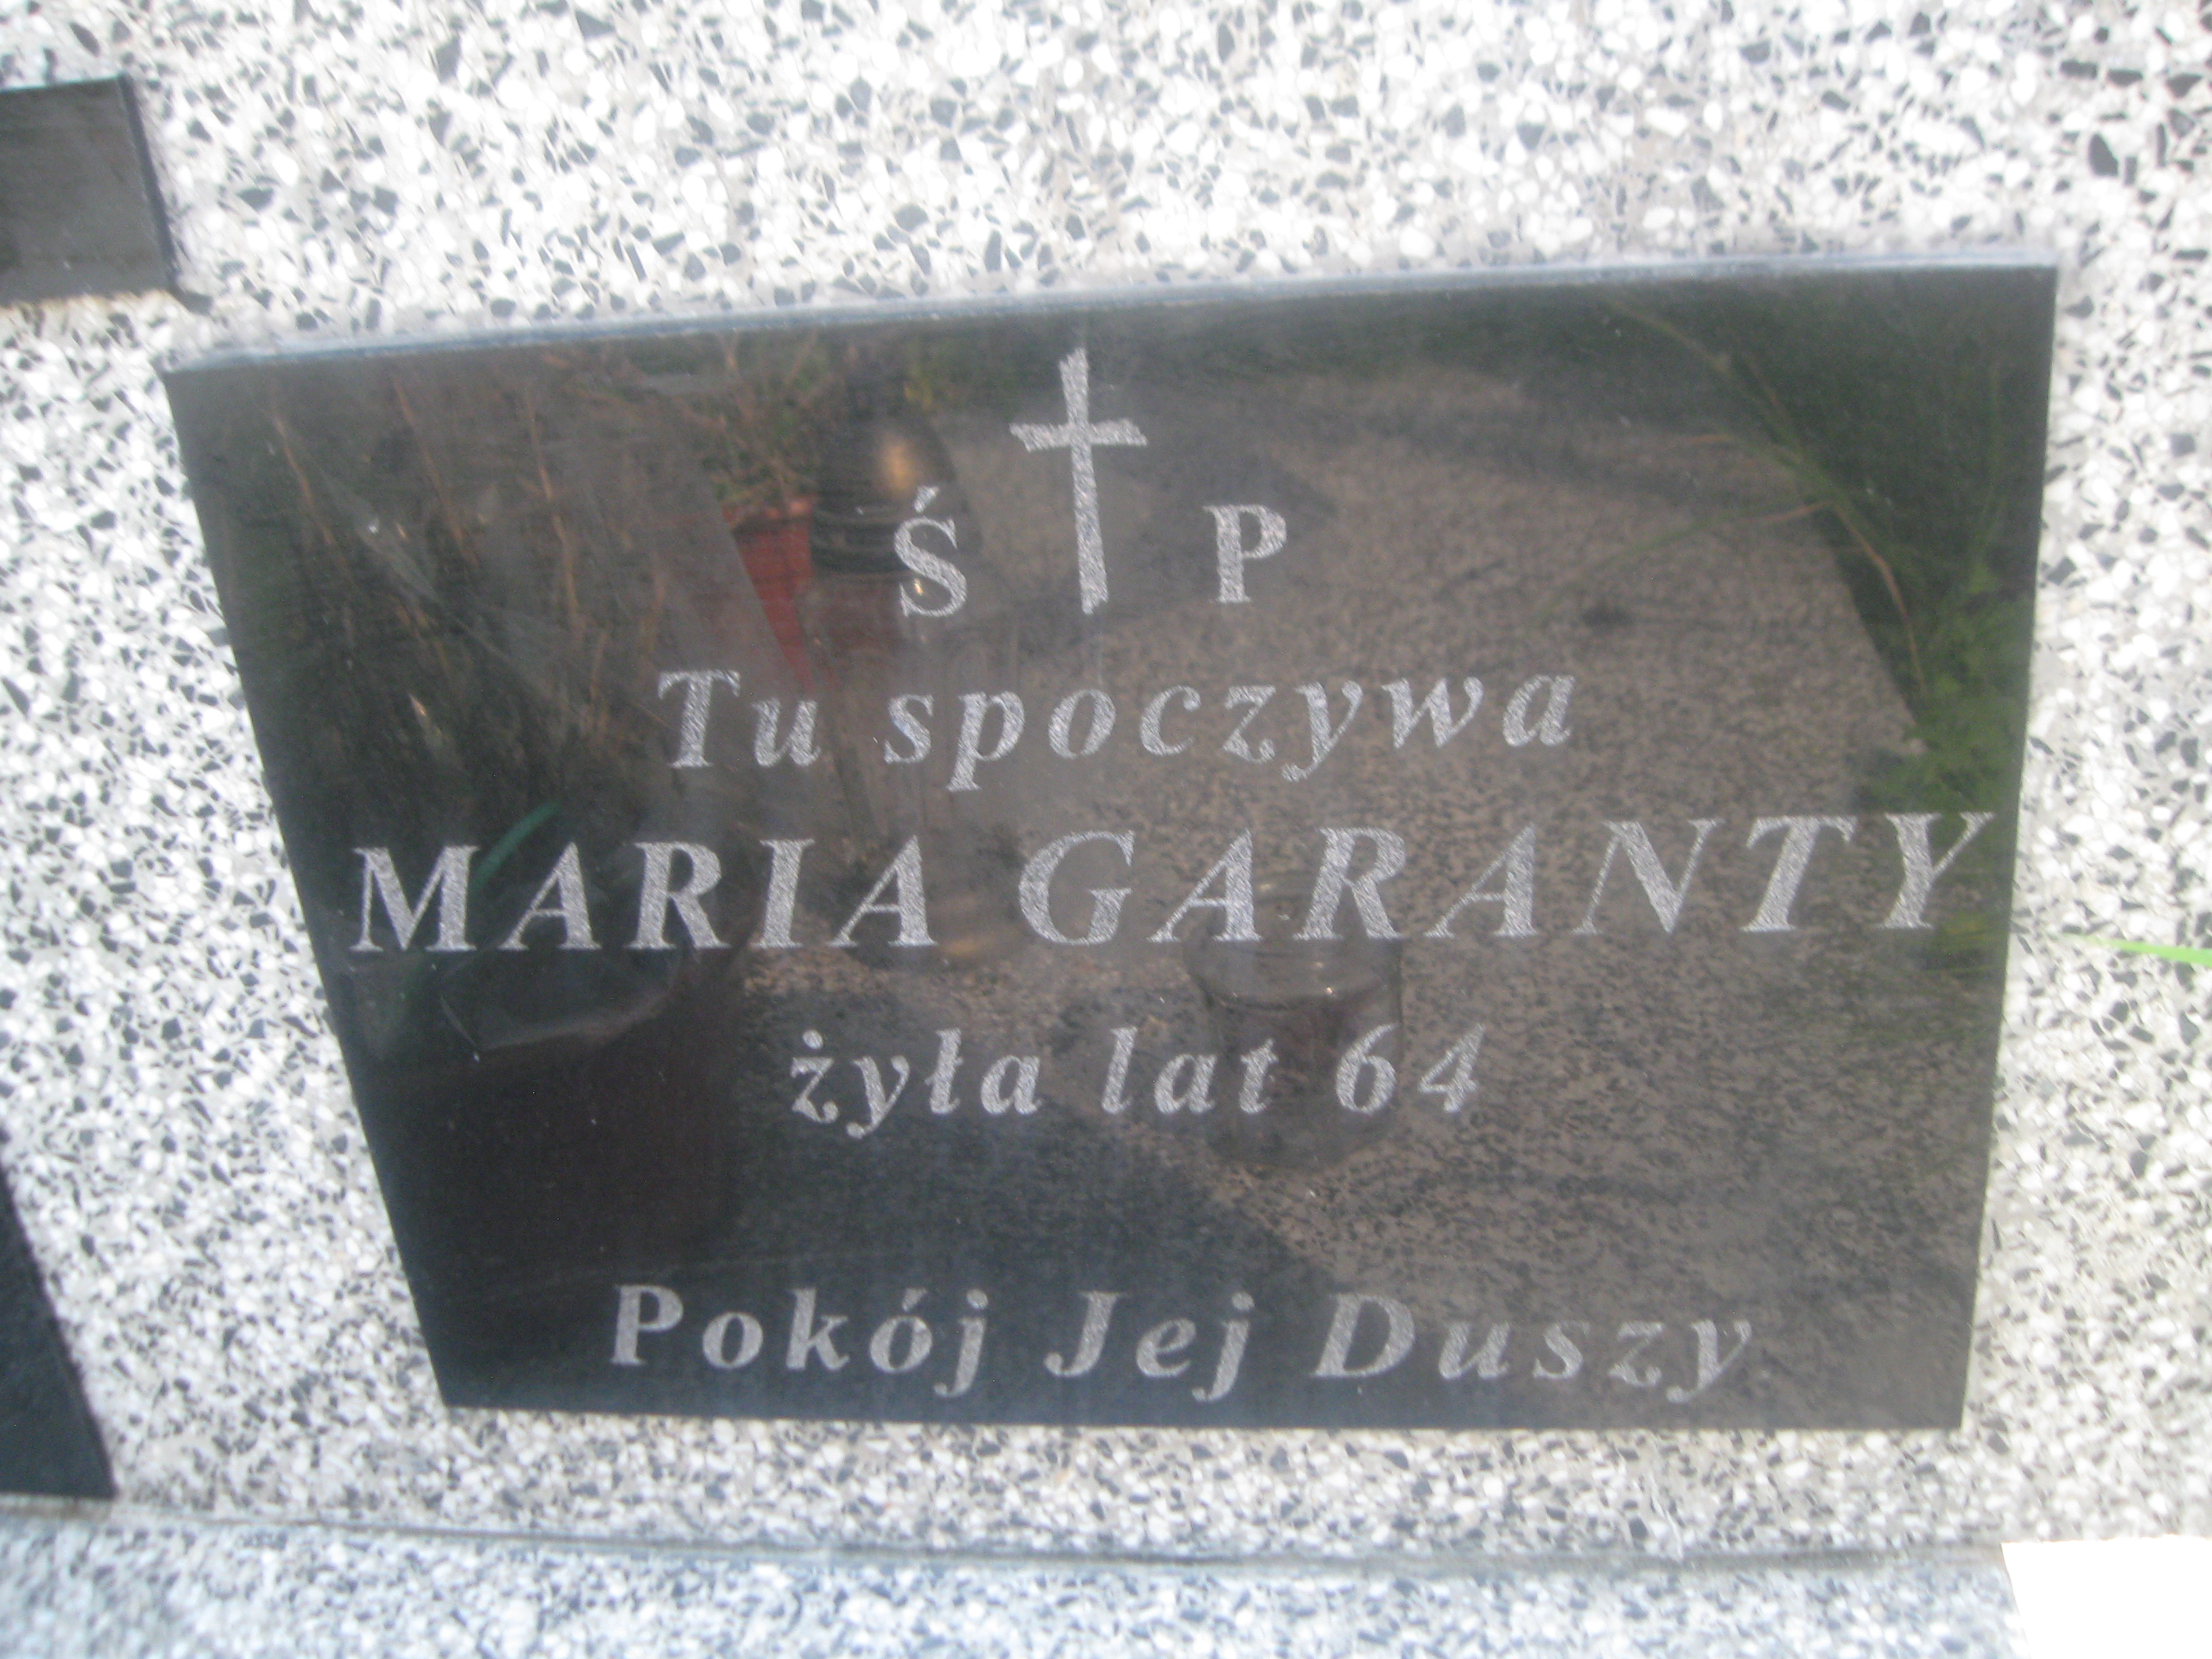 Ś P
Tu spoczywa
MARIA GARANTY
żyła lat 64
Pokój Jej Duszy